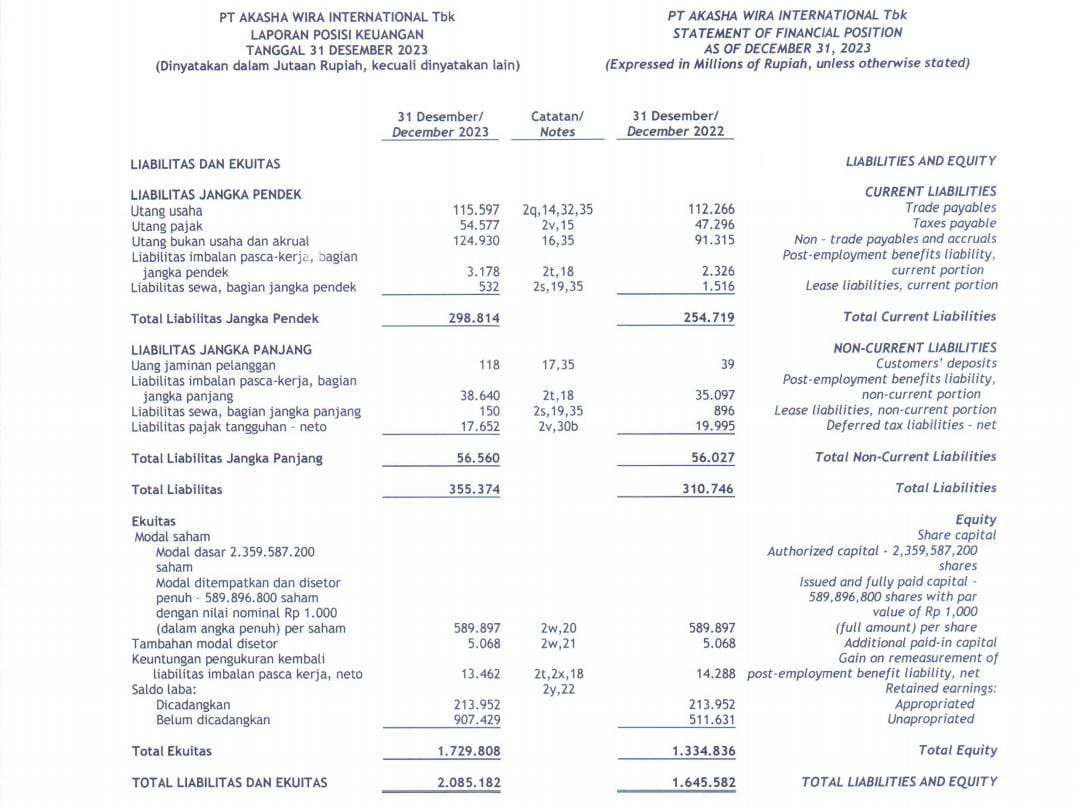 PT AKASHA WIRA INTERNATIONAL Tbk PT AKASHA WIRA INTERNATIONAL Tbk
LAPORAN POSISI KEUANGAN STATEMENT OF FINANCIAL POSITION
TANGGAL 31 DESEMBER 2023 AS OF DECEMBER 31, 2023
(Dinyatakan dalam Jutaan Rupiah, kecuali dinyatakan lain) (Expressed in Millions of Rupiah, unless otherwise stated)
31 Desember/ Catatan/ 31 Desember/
December 2023 Notes December 2022
LIABILITAS DAN EKUITAS LIABILITIES AND EQUITY
LIABILITAS JANGKA PENDEK CURRENT LIABILITIES
Utang usaha 115.597 2q,14,32,35 112.266 Trade payables
Utang pajak 54.577 2v,15 47.296 Taxes payable
Utang bukan usaha dan akrual 124.930 16,35 91.315 Non - trade payables and accruals
Liabilitas imbalan pasca-kerja, bagian Post-employment benefits liability,
jangka pendek 3.178 2t,18 2.326 current portion
Liabilitas sewa, bagian jangka pendek 532 2s,19,35 1.516 Lease liabilities, current portion
Total Liabilitas Jangka Pendek 298.814 254.719 Total Current Liabilities
LIABILITAS JANGKA PANJANG NON-CURRENT LIABILITIES
Uang jaminan pelanggan 118 17,35 39 Customers' deposits
Liabilitas imbalan pasca-kerja, bagian Post-employment benefits liability,
jangka panjang 38.640 2t,18 35.097 non-current portion
Liabilitas sewa, bagian jangka panjang 150 2s,19,35 896 Lease liabilities, non-current portion
Liabilitas pajak tangguhan - neto 17.652 2v,30b 19.995 Deferred tax liabilities - net
Total Liabilitas Jangka Panjang 56.560 56.027 Total Non-Current Liabilities
Total Liabilitas 355.374 310.746 Total Liabilities
Ekuitas Equity
Modal saham Share capital
Modal dasar 2.359.587.200 Authorized capital - 2,359,587,200
saham shares
Modal ditempatkan dan disetor Issued and fully paid capital -
penuh - 589.896.800 saham 589,896,800 shares with par
dengan nilai nominal Rp 1.000 value of Rp 1,000
(dalam angka penuh) per saham 589.897 2w,20 589.897 (full amount) per share
Tambahan modal disetor 5.068 2w,21 5.068 Additional paid-in capital
Keuntungan pengukuran kembali Gain on remeasurement of
liabilitas imbalan pasca kerja, neto 13.462 2t,2x,18 14.288 post-employment benefit liability, net
Saldo laba: 2y,22 Retained earnings:
Dicadangkan 213.952 213.952 Appropriated
Belum dicadangkan 907.429 511.631 Unapropriated
Total Ekuitas 1.729.808 1.334.836 Total Equity
TOTAL LIABILITAS DAN EKUITAS 2.085.182 1.645.582 TOTAL LIABILITIES AND EQUITY